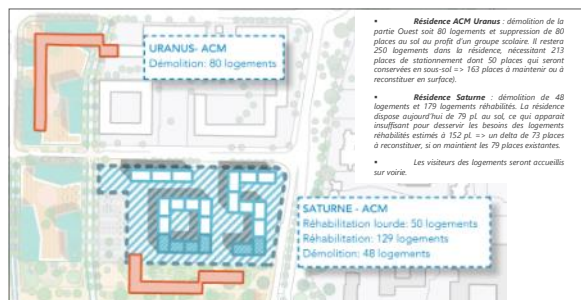 URANUS- ACM
Démolition: 80 logements
• Résidence ACM Uranus : démolition de la
partie Ouest soit 80 logements et supression de 80
places au sol au profit d'un groupe scolaire. Il restera
250 logements dans la résidence, nécessitant 213
places de stationnement dont 50 places qui seront
conservées en sous-sol => 163 places à maintenir ou à
reconstituer en surface).
• Résidence Saturne : démolition de 48
logements et 179 logements réhabilités. La résidence
dispose aujourd'hui de 79 pl. au sol, ce qui apparait
insuffisant pour desservir les besoins des logements
réhabilités estimés à 152 pl. => un delta de 73 places
à reconstituer, si on maintient les 79 places existantes.
• Les visiteurs des logements seront accueillis
sur voirie.
SATURNE - ACM
Réhabilitation lourde: 50 logements
Réhabilitation: 129 logements
Démolition: 48 logements